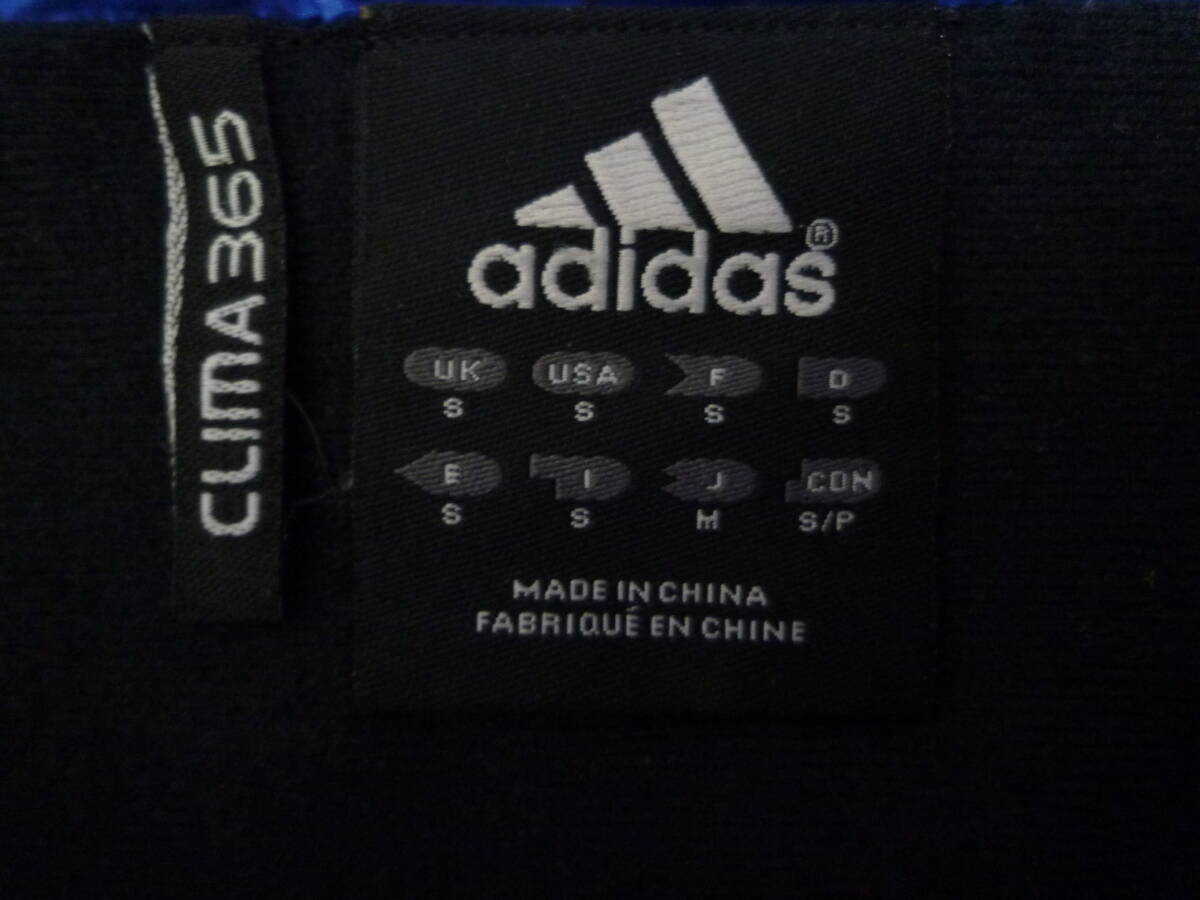 CLIMA365
adidas®
UK USA F D
S S S S
E I J CDN
S S M S/P
MADE IN CHINA
FABRIQUÉ EN CHINE